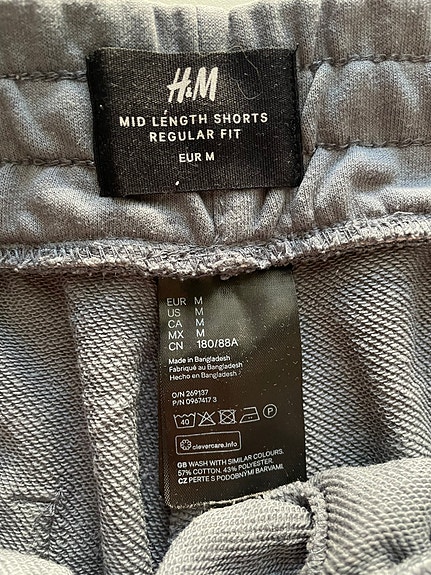 H&M
MID LENGTH SHORTS
REGULAR FIT
EUR M
EUR M
US M
CA M
MX M
CN 180/88A
Made in Bangladesh
Fabriqué au Bangladesh
Hecho en Bangladesh
O/N 269137
P/N 0967417 3
40 P
clevercare.info
GB WASH WITH SIMILAR COLOURS.
57% COTTON. 43% POLYESTER.
CZ PERTE S PODOBNÝMI BARVAMI.